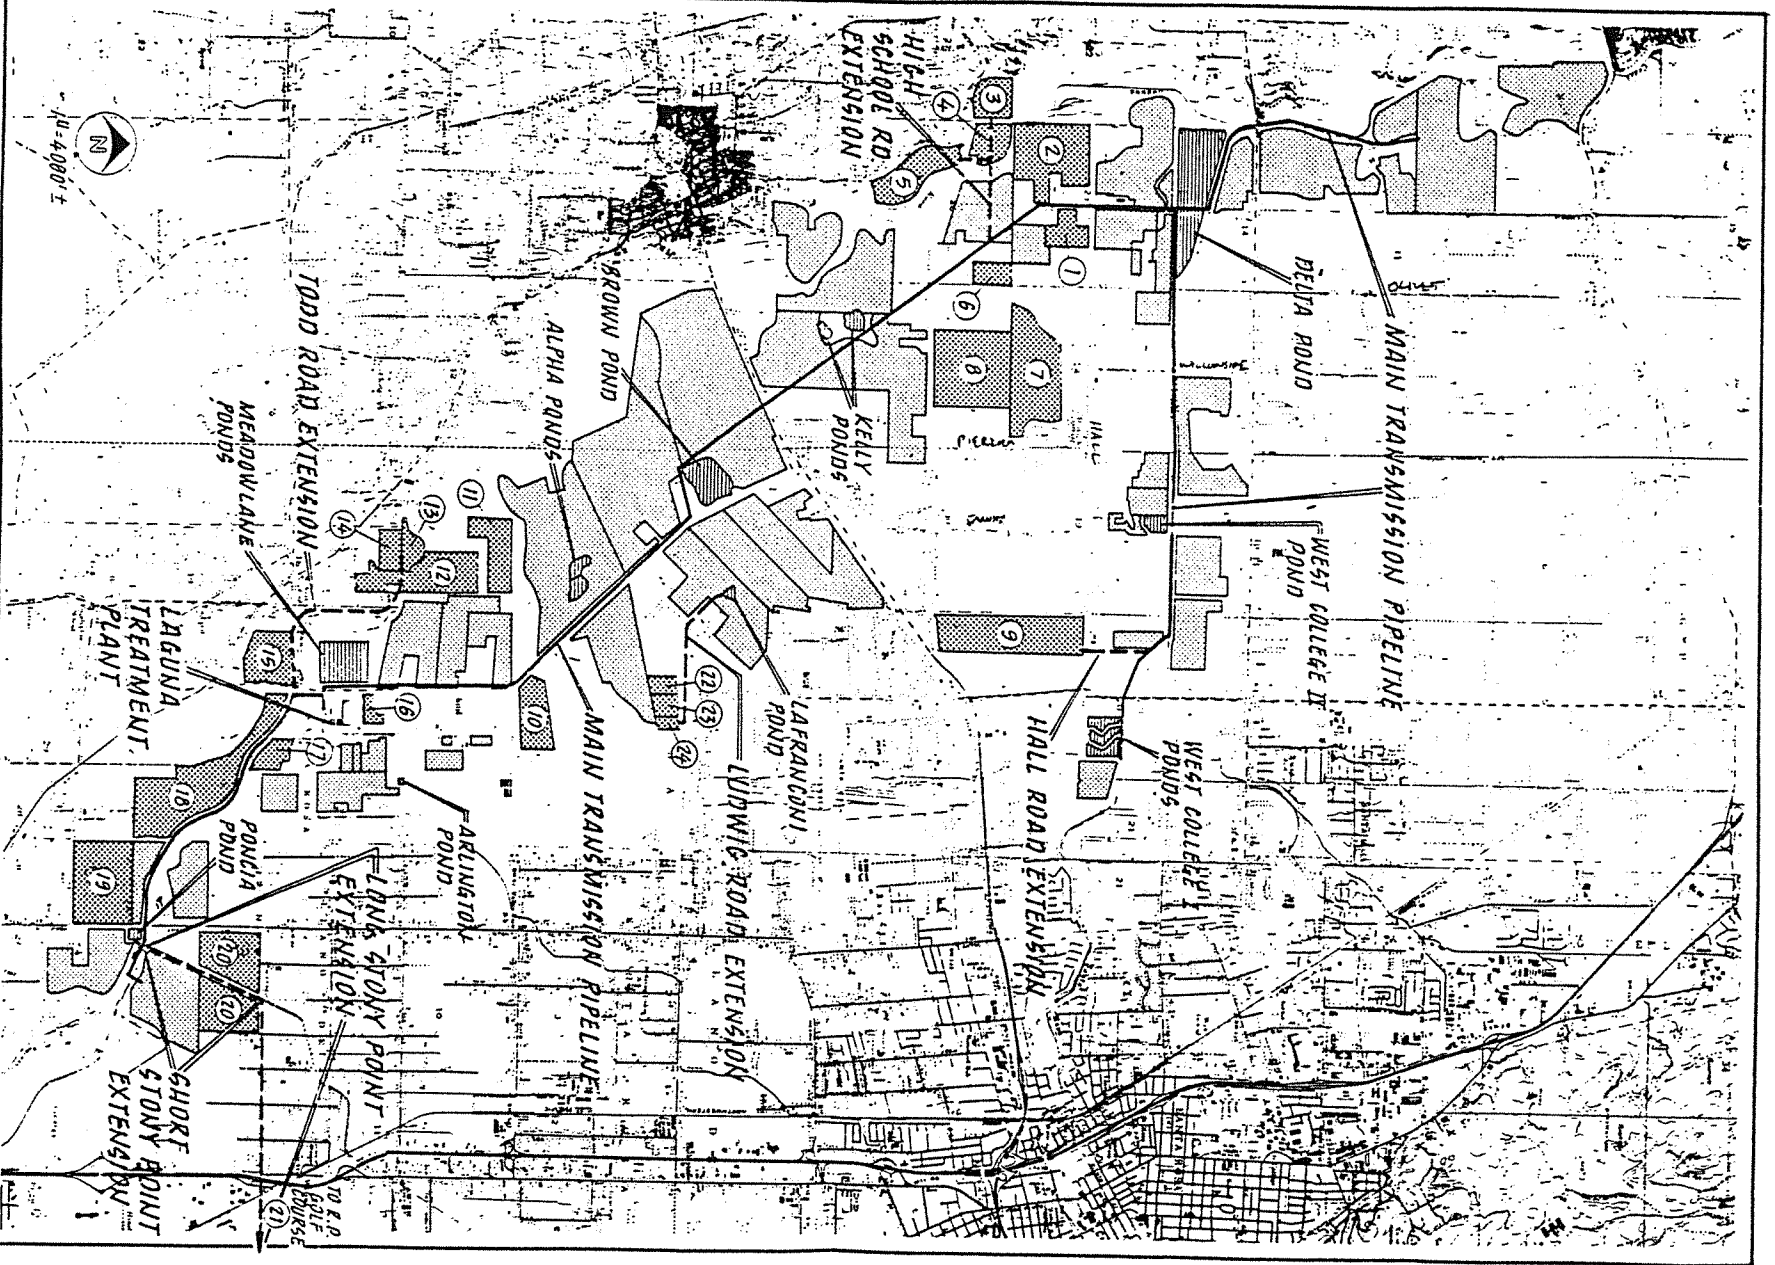 HIGH
SCHOOL RD
EXTENSION
3
4
2
5
1
6
7
8
DELTA POND
OLIVET
MAIN TRANSMISSION PIPELINE
HALL
PIERSON
KELLY
PONDS
BROWN POND
ALPHA PONDS
TODD ROAD EXTENSION
MEADOWLANE
PONDS
11
13
14
12
WEST COLLEGE II
POND
9
HALL ROAD EXTENSION
WEST COLLEGE I
PONDS
LAFRANCONI
POND
22
23
24
LUDWIG ROAD EXTENSION
MAIN TRANSMISSION PIPELINE
10
LAGUNA
TREATMENT
PLANT
15
16
17
18
19
20
20
ARLINGTON
POND
PONCIA
POND
LONG STONY POINT
EXTENSION
SHORT
STONY POINT
EXTENSION
21
TO R.P.
GOLF
COURSE
N
1"=4000'±